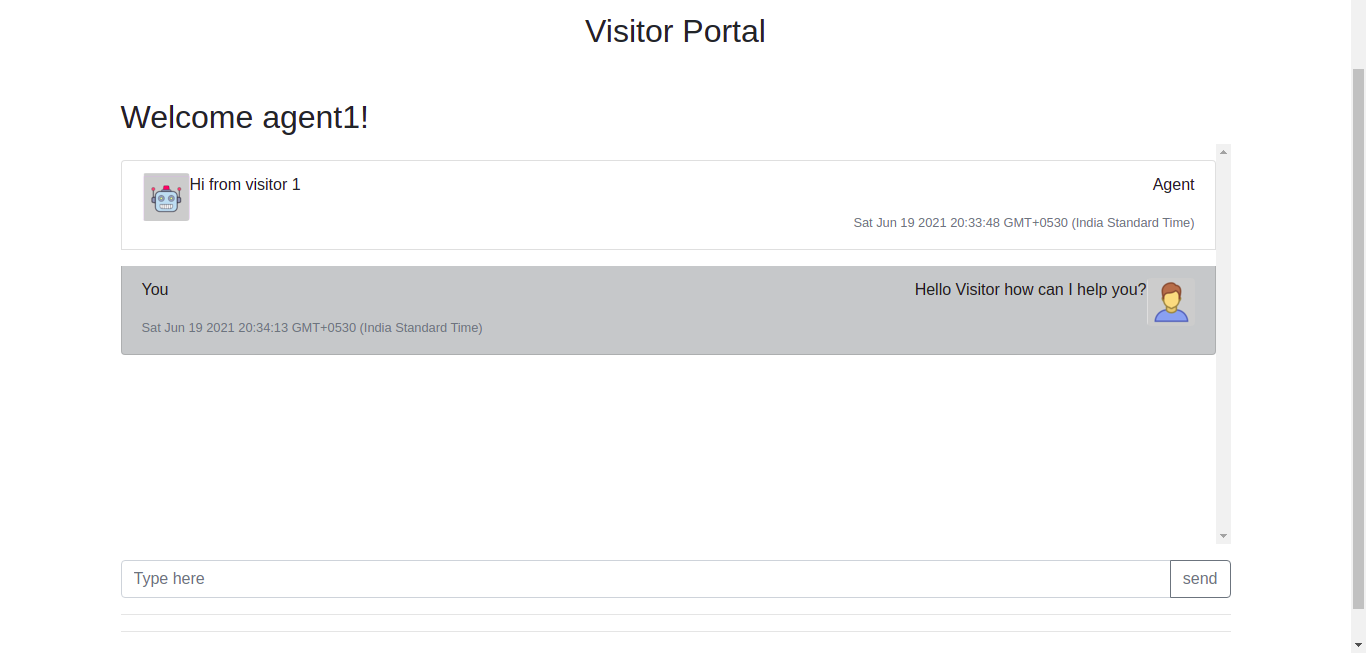 Visitor Portal
Welcome agent1!
Hi from visitor 1
Agent
Sat Jun 19 2021 20:33:48 GMT+0530 (India Standard Time)
You
Hello Visitor how can I help you?
Sat Jun 19 2021 20:34:13 GMT+0530 (India Standard Time)
Type here
send